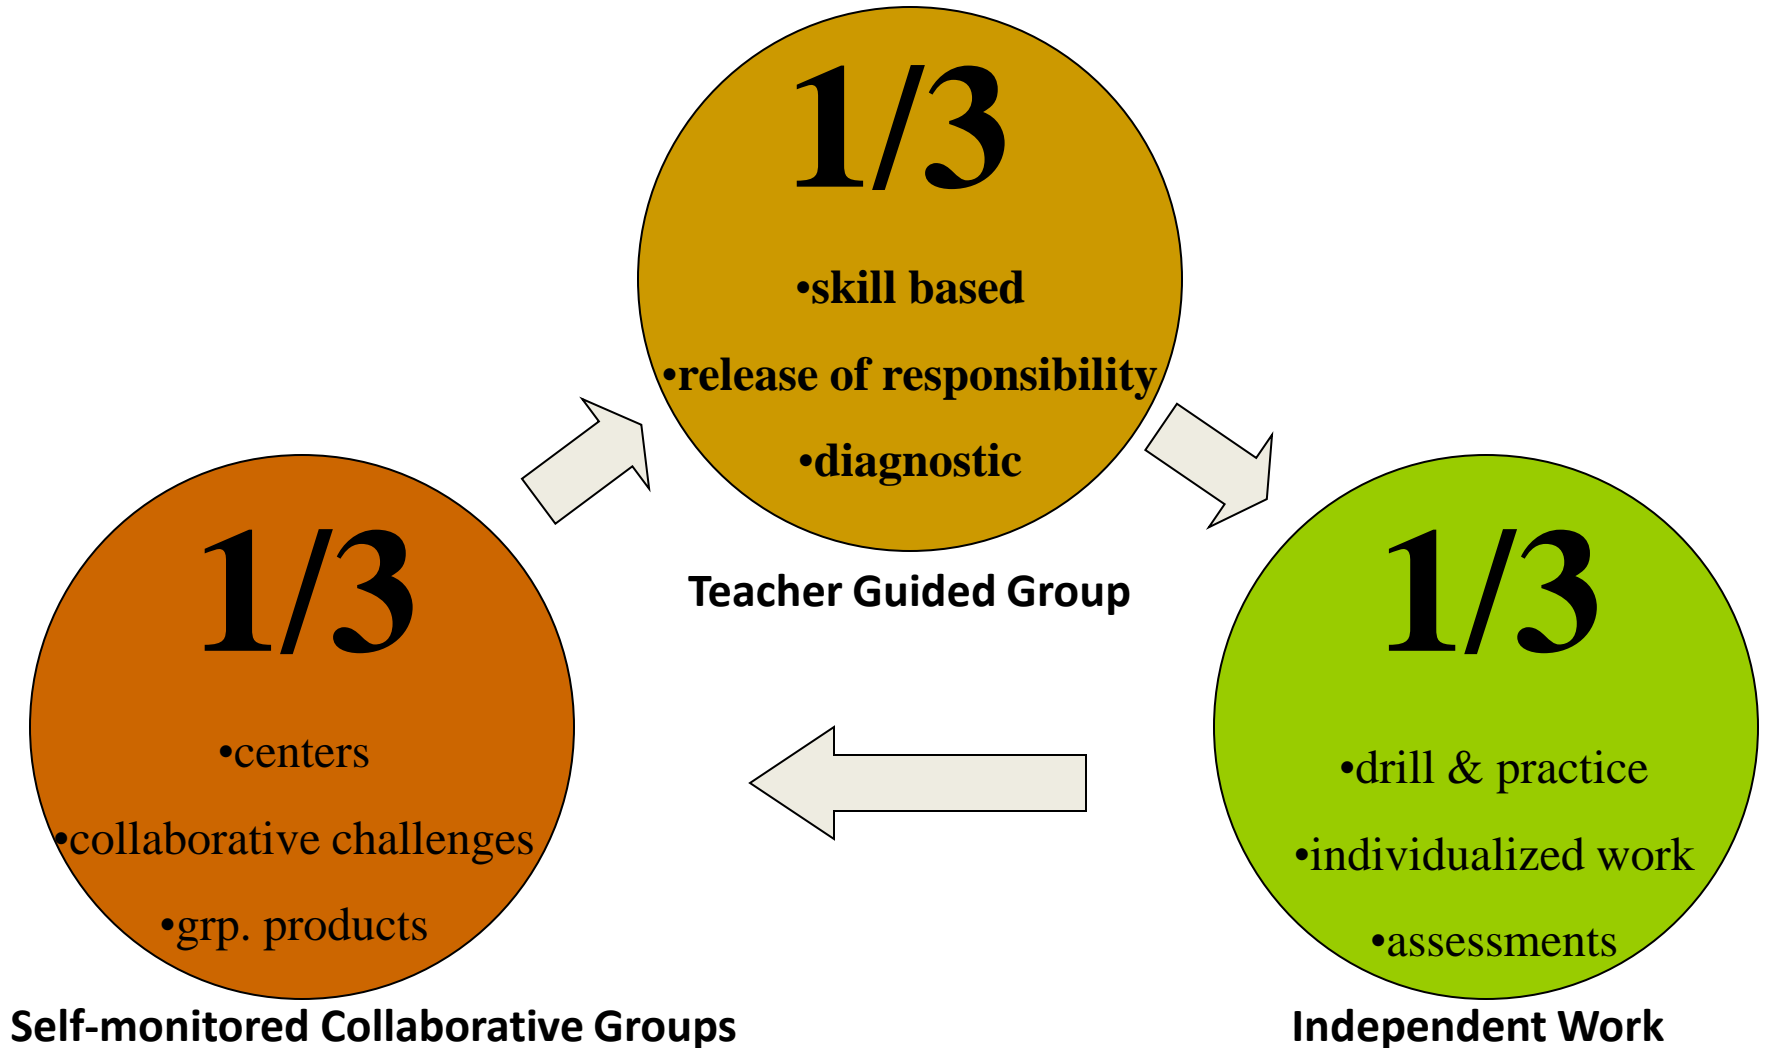 1/3
•skill based
•release of responsibility
•diagnostic
Teacher Guided Group
1/3
•centers
•collaborative challenges
•grp. products
Self-monitored Collaborative Groups
1/3
•drill & practice
•individualized work
•assessments
Independent Work